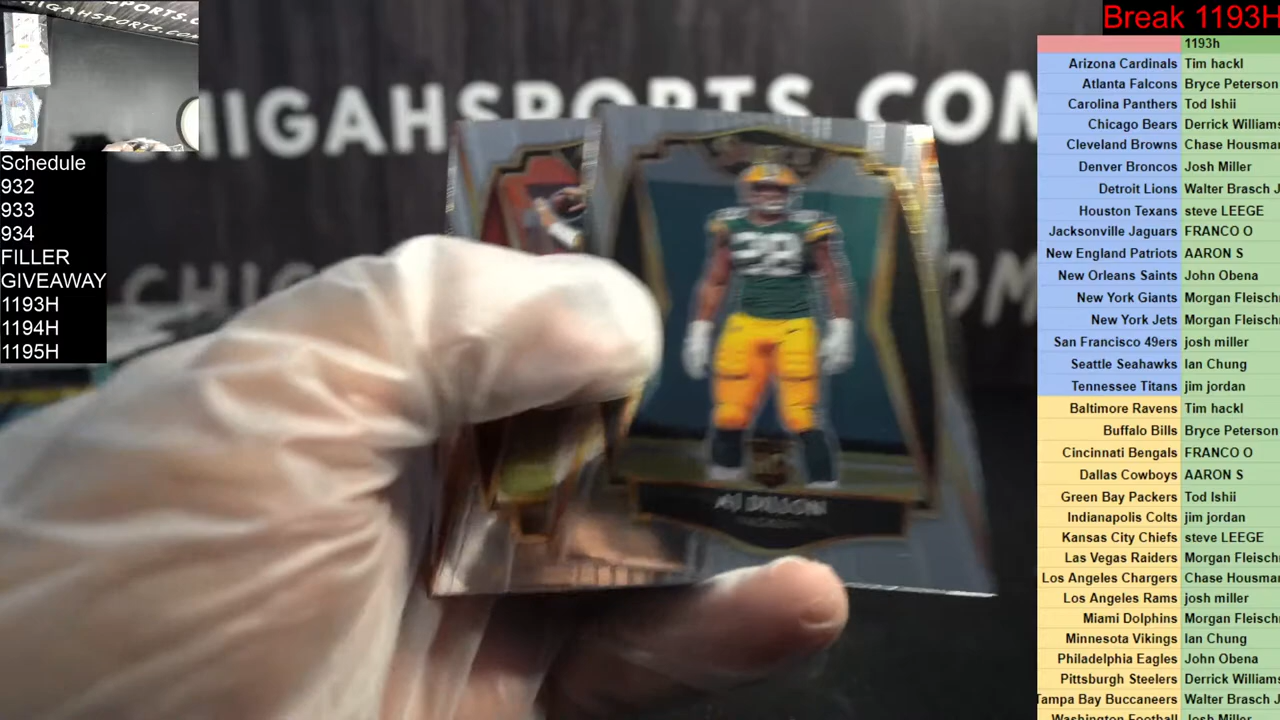 HIGAHSPORTS.COM
Break 1193H
1193h
Arizona Cardinals Tim hackl
Atlanta Falcons Bryce Peterson
Carolina Panthers Tod Ishii
Chicago Bears Derrick Williams
Cleveland Browns Chase Housman
Denver Broncos Josh Miller
Detroit Lions Walter Brasch J
Houston Texans steve LEEGE
Jacksonville Jaguars FRANCO O
New England Patriots AARON S
New Orleans Saints John Obena
New York Giants Morgan Fleisch
New York Jets Morgan Fleisch
San Francisco 49ers josh miller
Seattle Seahawks Ian Chung
Tennessee Titans jim jordan
Baltimore Ravens Tim hackl
Buffalo Bills Bryce Peterson
Cincinnati Bengals FRANCO O
Dallas Cowboys AARON S
Green Bay Packers Tod Ishii
Indianapolis Colts jim jordan
Kansas City Chiefs steve LEEGE
Las Vegas Raiders Morgan Fleisch
Los Angeles Chargers Chase Housman
Los Angeles Rams josh miller
Miami Dolphins Morgan Fleisch
Minnesota Vikings Ian Chung
Philadelphia Eagles John Obena
Pittsburgh Steelers Derrick Williams
Tampa Bay Buccaneers Walter Brasch J
Washington Football Josh Miller
Schedule
932
933
934
FILLER
GIVEAWAY
1193H
1194H
1195H
28
AJ DILLON